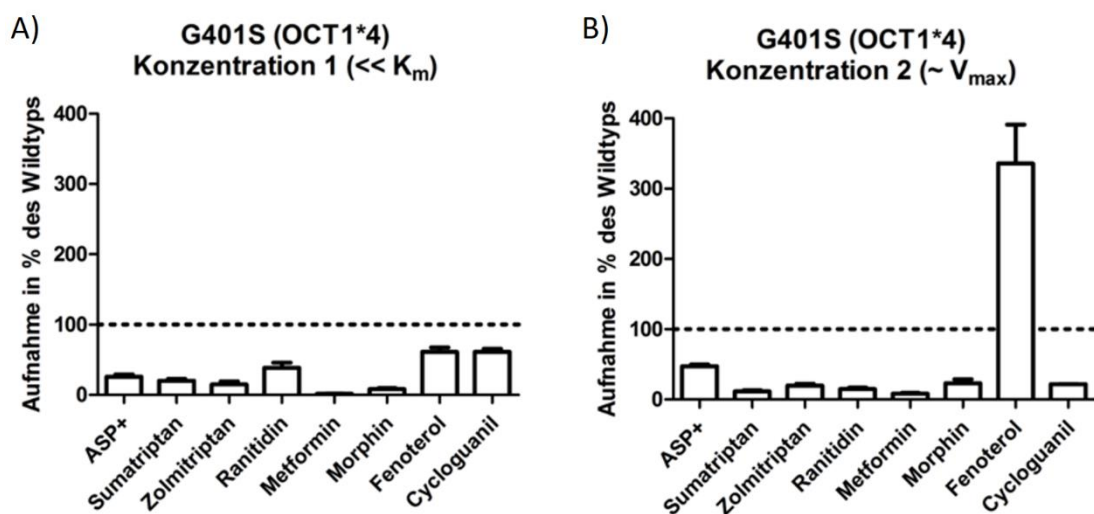 A)
G401S (OCT1*4)
Konzentration 1 (<< Km)
Aufnahme in % des Wildtyps
400
300
200
100
0
ASP+
Sumatriptan
Zolmitriptan
Ranitidin
Metformin
Morphin
Fenoterol
Cycloguanil
B)
G401S (OCT1*4)
Konzentration 2 (~ Vmax)
Aufnahme in % des Wildtyps
400
300
200
100
0
ASP+
Sumatriptan
Zolmitriptan
Ranitidin
Metformin
Morphin
Fenoterol
Cycloguanil